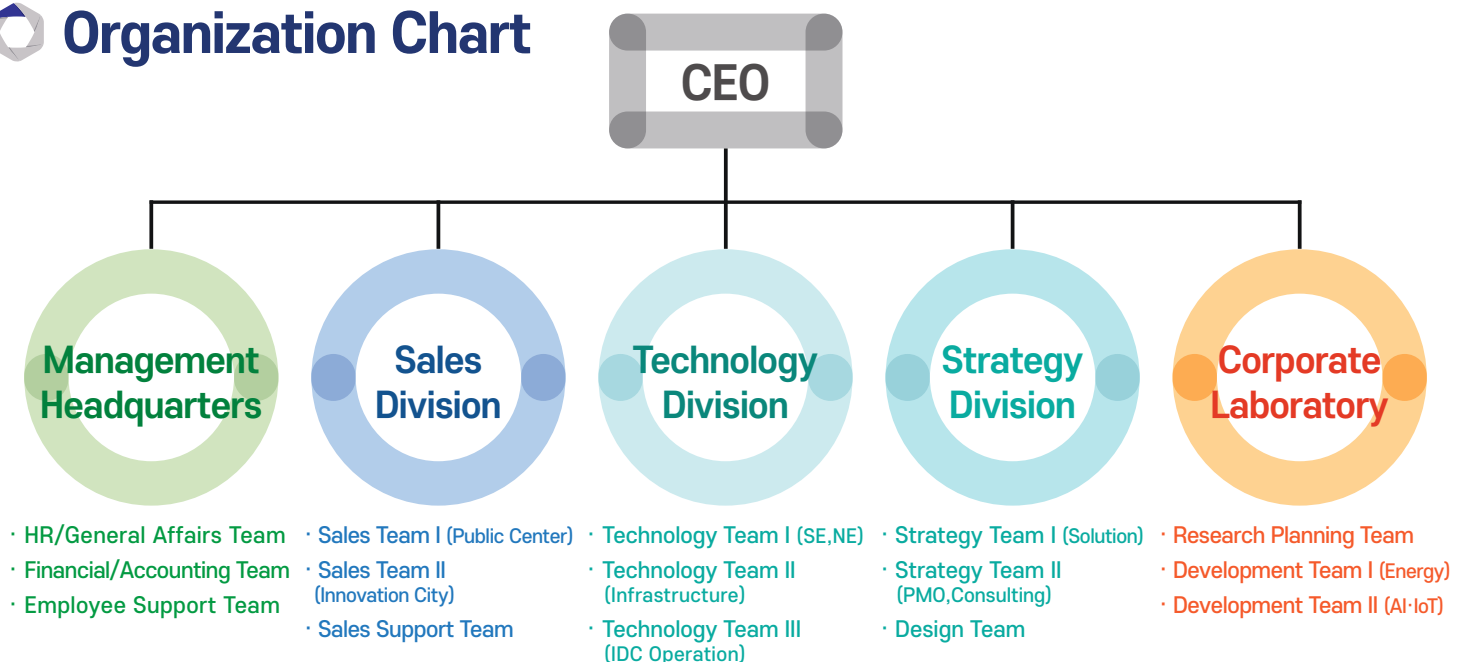 Organization Chart
CEO
Management
Headquarters
Sales
Division
Technology
Division
Strategy
Division
Corporate
Laboratory
· HR/General Affairs Team
· Financial/Accounting Team
· Employee Support Team
· Sales Team I (Public Center)
· Sales Team II
(Innovation City)
· Sales Support Team
· Technology Team I (SE,NE)
· Technology Team II
(Infrastructure)
· Technology Team III
(IDC Operation)
· Strategy Team I (Solution)
· Strategy Team II
(PMO,Consulting)
· Design Team
· Research Planning Team
· Development Team I (Energy)
· Development Team II (AI·IoT)